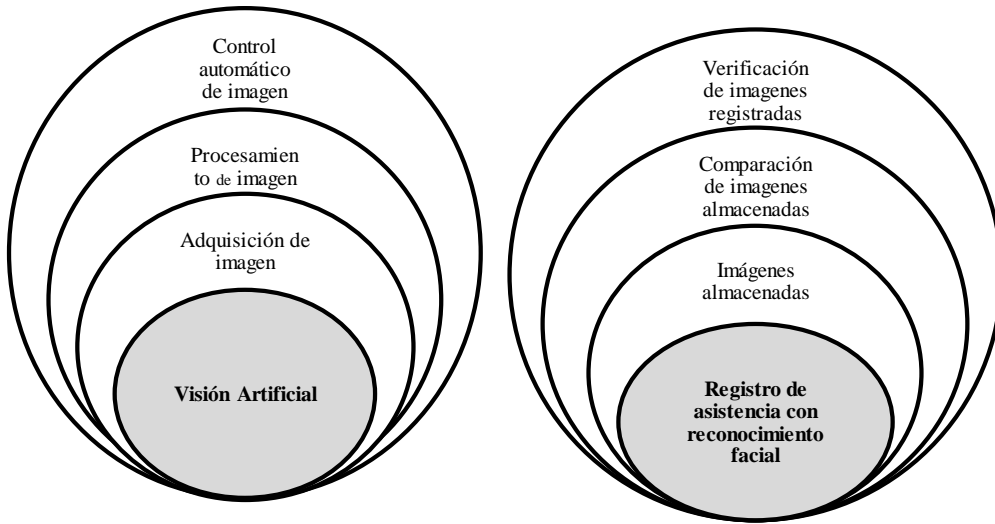 Control
automático
de imagen
Procesamien
to de imagen
Adquisición de
imagen
Visión Artificial
Verificación
de imagenes
registradas
Comparación
de imagenes
almacenadas
Imágenes
almacenadas
Registro de
asistencia con
reconocimiento
facial